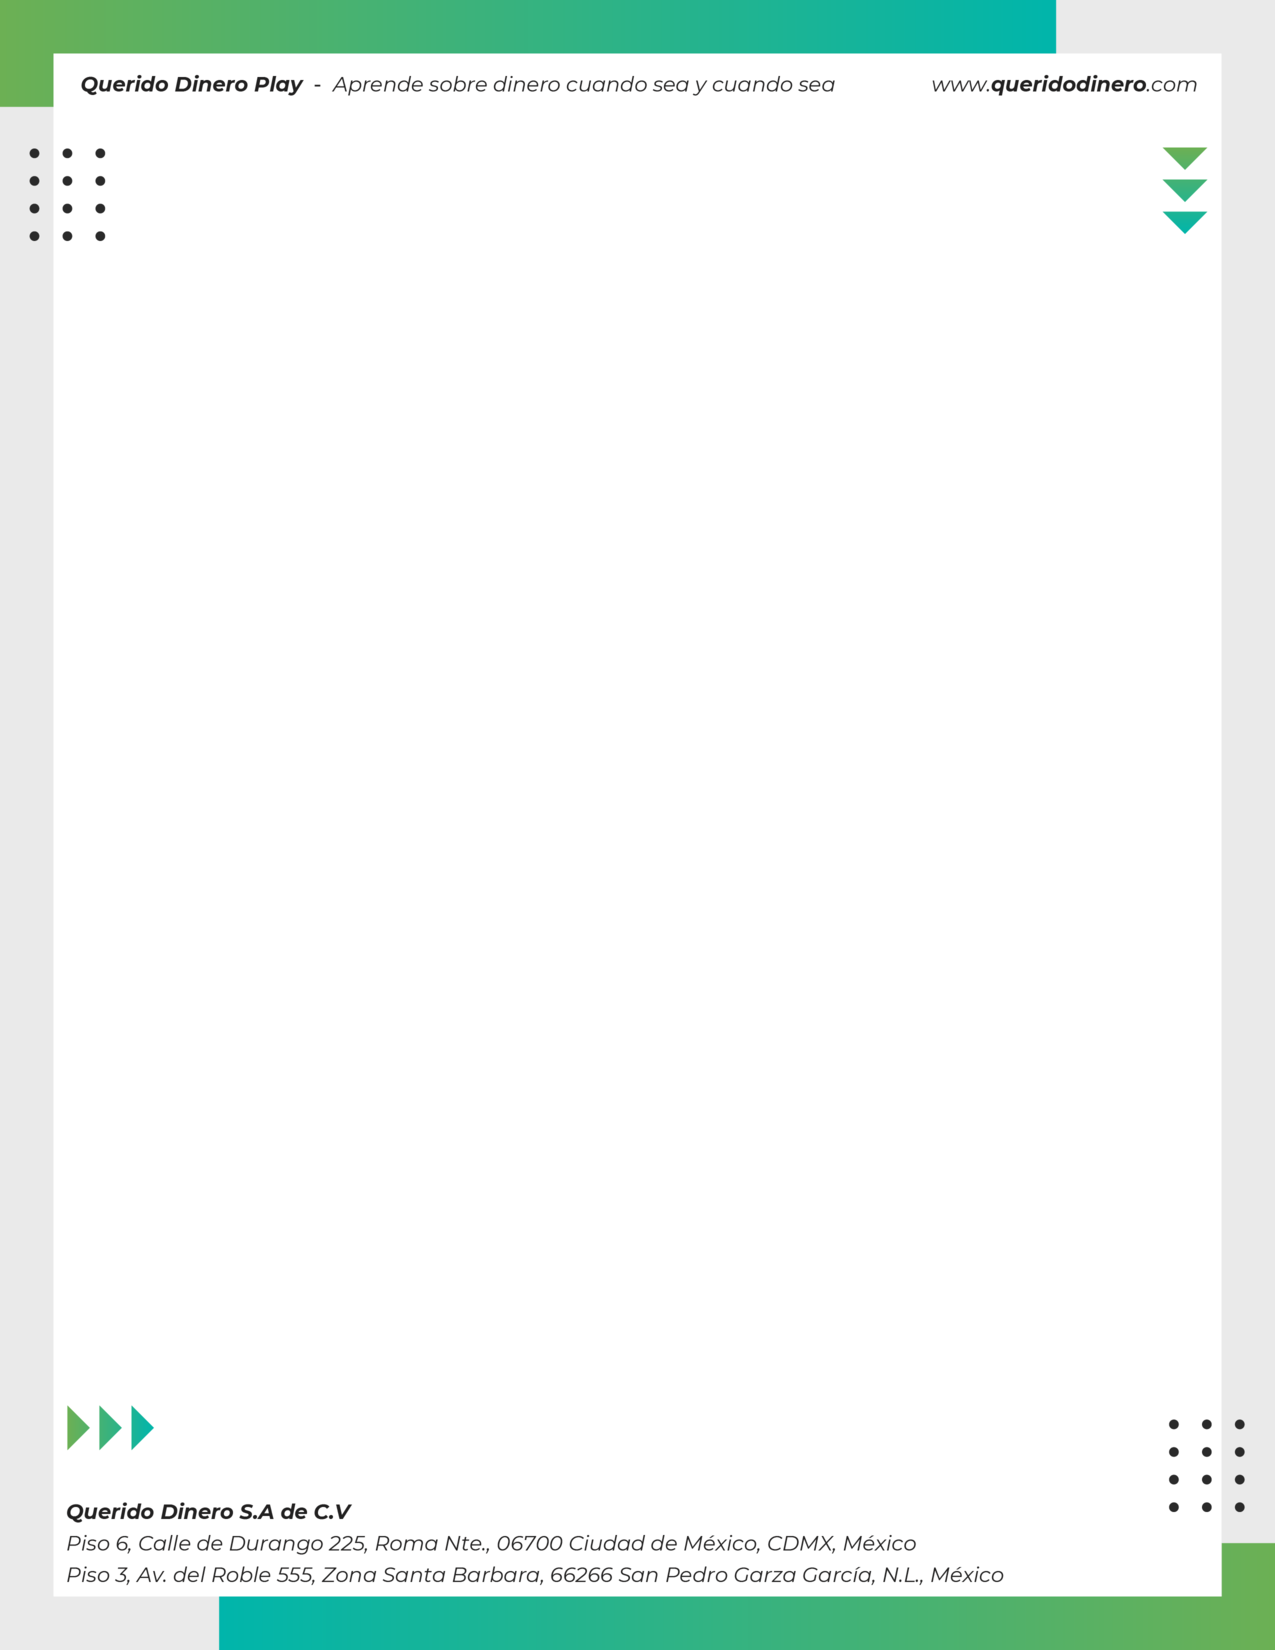 Querido Dinero Play - Aprende sobre dinero cuando sea y cuando sea www.queridodinero.com
Querido Dinero S.A de C.V
Piso 6, Calle de Durango 225, Roma Nte., 06700 Ciudad de México, CDMX, México
Piso 3, Av. del Roble 555, Zona Santa Barbara, 66266 San Pedro Garza García, N.L., México